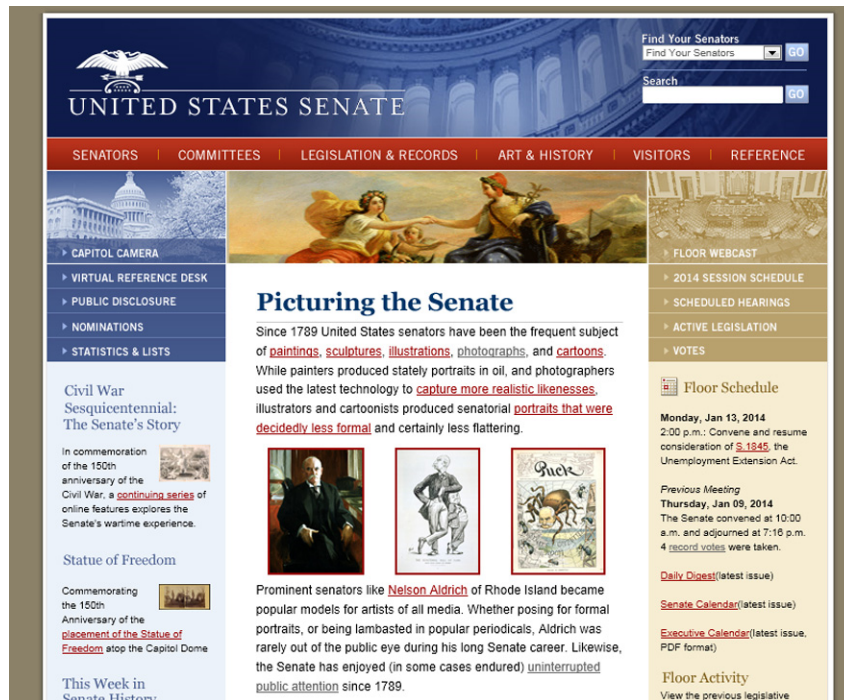 UNITED STATES SENATE
Find Your Senators
Find Your Senators
GO
Search
GO
SENATORS
COMMITTEES
LEGISLATION & RECORDS
ART & HISTORY
VISITORS
REFERENCE
CAPITOL CAMERA
VIRTUAL REFERENCE DESK
PUBLIC DISCLOSURE
NOMINATIONS
STATISTICS & LISTS
Civil War
Sesquicentennial:
The Senate's Story
In commemoration
of the 150th
anniversary of the
Civil War, a continuing series of
online features explores the
Senate's wartime experience.
Statue of Freedom
Commemorating
the 150th
Anniversary of the
placement of the Statue of
Freedom atop the Capitol Dome
This Week in
Senate History
Picturing the Senate
Since 1789 United States senators have been the frequent subject
of paintings, sculptures, illustrations, photographs, and cartoons.
While painters produced stately portraits in oil, and photographers
used the latest technology to capture more realistic likenesses,
illustrators and cartoonists produced senatorial portraits that were
decidedly less formal and certainly less flattering.
Puck
Prominent senators like Nelson Aldrich of Rhode Island became
popular models for artists of all media. Whether posing for formal
portraits, or being lambasted in popular periodicals, Aldrich was
rarely out of the public eye during his long Senate career. Likewise,
the Senate has enjoyed (in some cases endured) uninterrupted
public attention since 1789.
FLOOR WEBCAST
2014 SESSION SCHEDULE
SCHEDULED HEARINGS
ACTIVE LEGISLATION
VOTES
Floor Schedule
Monday, Jan 13, 2014
2:00 p.m.: Convene and resume
consideration of S.1845, the
Unemployment Extension Act.
Previous Meeting
Thursday, Jan 09, 2014
The Senate convened at 10:00
a.m. and adjourned at 7:16 p.m.
4 record votes were taken.
Daily Digest(latest issue)
Senate Calendar(latest issue)
Executive Calendar(latest issue,
PDF format)
Floor Activity
View the previous legislative